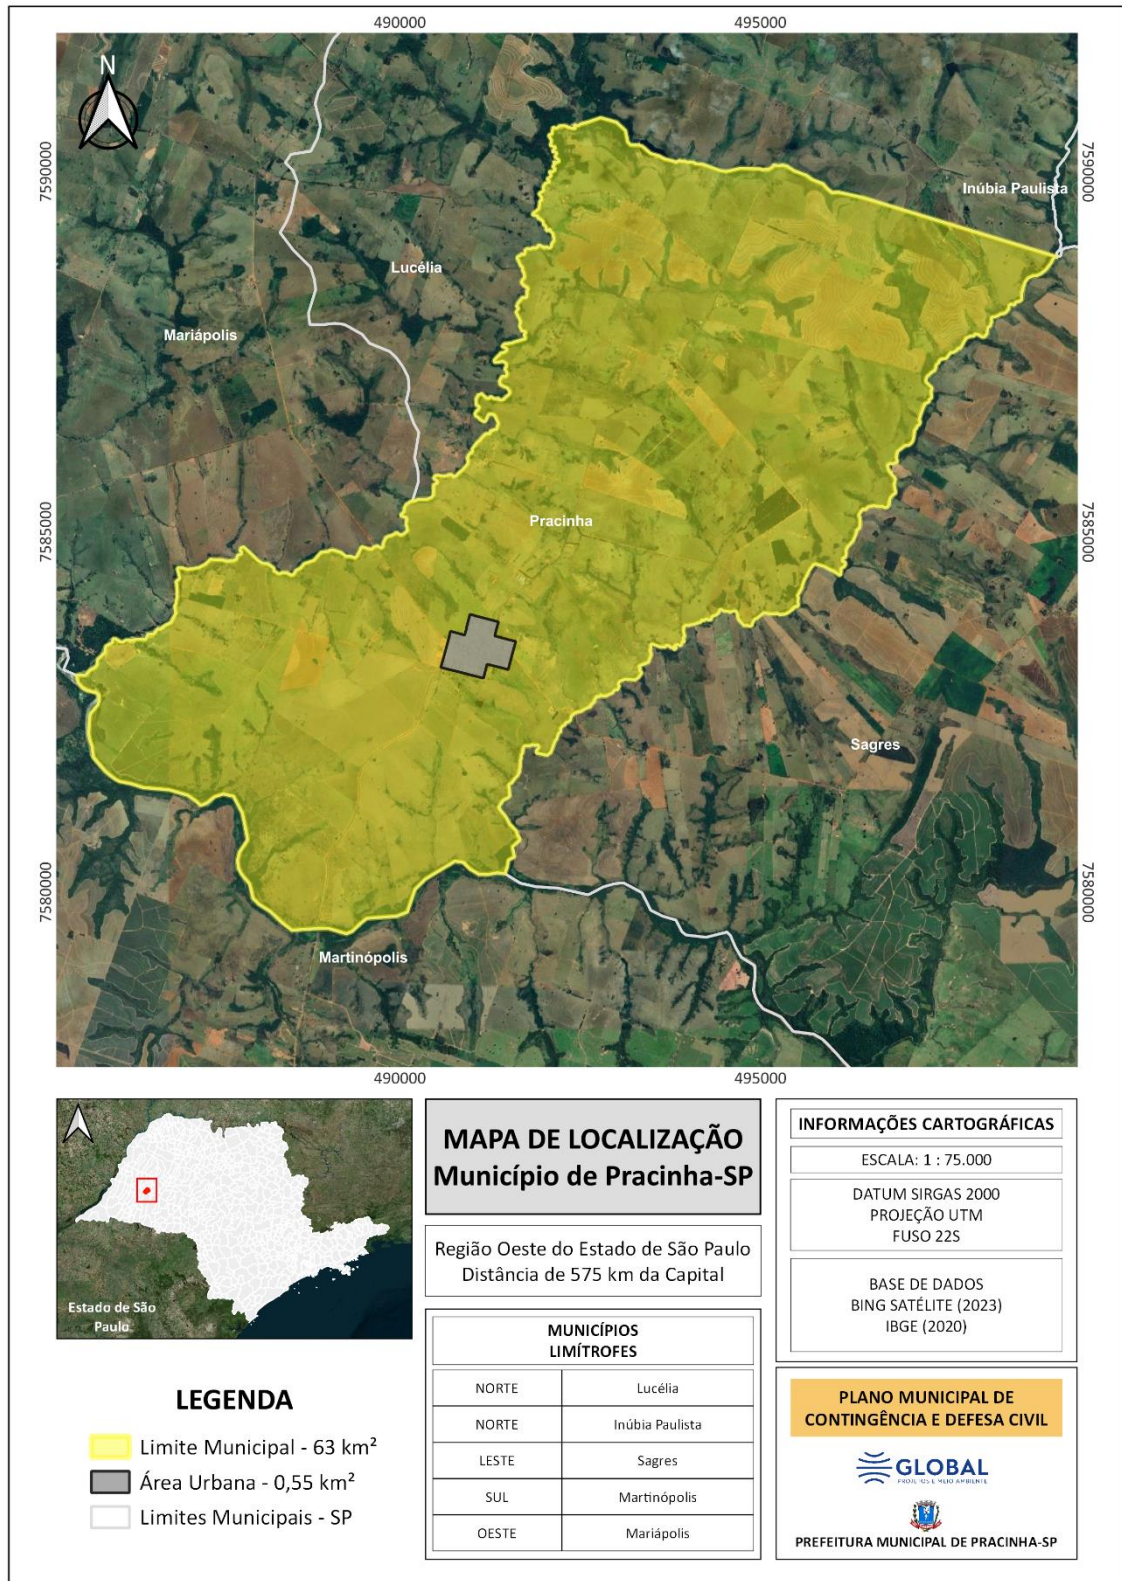 490000
495000
N
7590000
7590000
Inúbia Paulista
Lucélia
Mariápolis
Pracinha
7585000
7585000
Sagres
7580000
7580000
Martinópolis
490000
495000
Estado de São
Paulo
LEGENDA
Limite Municipal - 63 km²
Área Urbana - 0,55 km²
Limites Municipais - SP
MAPA DE LOCALIZAÇÃO
Município de Pracinha-SP
Região Oeste do Estado de São Paulo
Distância de 575 km da Capital
MUNICÍPIOS
LIMÍTROFES
NORTE Lucélia
NORTE Inúbia Paulista
LESTE Sagres
SUL Martinópolis
OESTE Mariápolis
INFORMAÇÕES CARTOGRÁFICAS
ESCALA: 1 : 75.000
DATUM SIRGAS 2000
PROJEÇÃO UTM
FUSO 22S
BASE DE DADOS
BING SATÉLITE (2023)
IBGE (2020)
PLANO MUNICIPAL DE
CONTINGÊNCIA E DEFESA CIVIL
GLOBAL
PROJETOS E MEIO AMBIENTE
PREFEITURA MUNICIPAL DE PRACINHA-SP